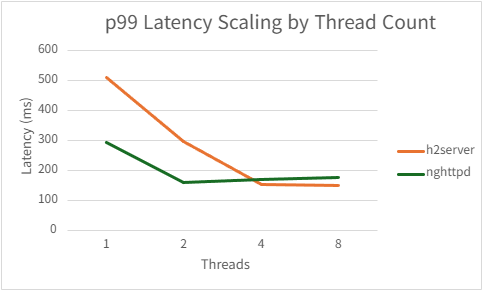 p99 Latency Scaling by Thread Count
600
500
400
300
200
100
0
Latency (ms)
1 2 4 8
Threads
h2server
nghttpd